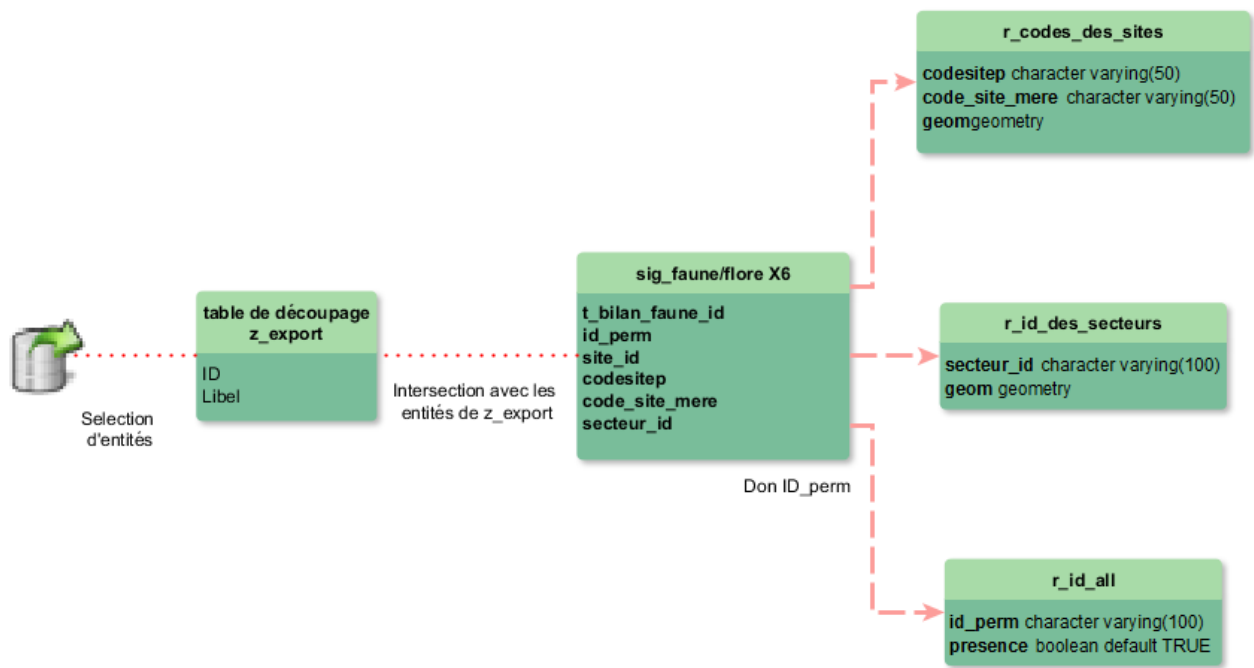 r_codes_des_sites
codesitep character varying(50)
code_site_mere character varying(50)
geomgeometry
sig_faune/flore X6
t_bilan_faune_id
id_perm
site_id
codesitep
code_site_mere
secteur_id
table de découpage
z_export
ID
Libel
r_id_des_secteurs
secteur_id character varying(100)
geom geometry
Selection
d'entités
Intersection avec les
entités de z_export
Don ID_perm
r_id_all
id_perm character varying(100)
presence boolean default TRUE